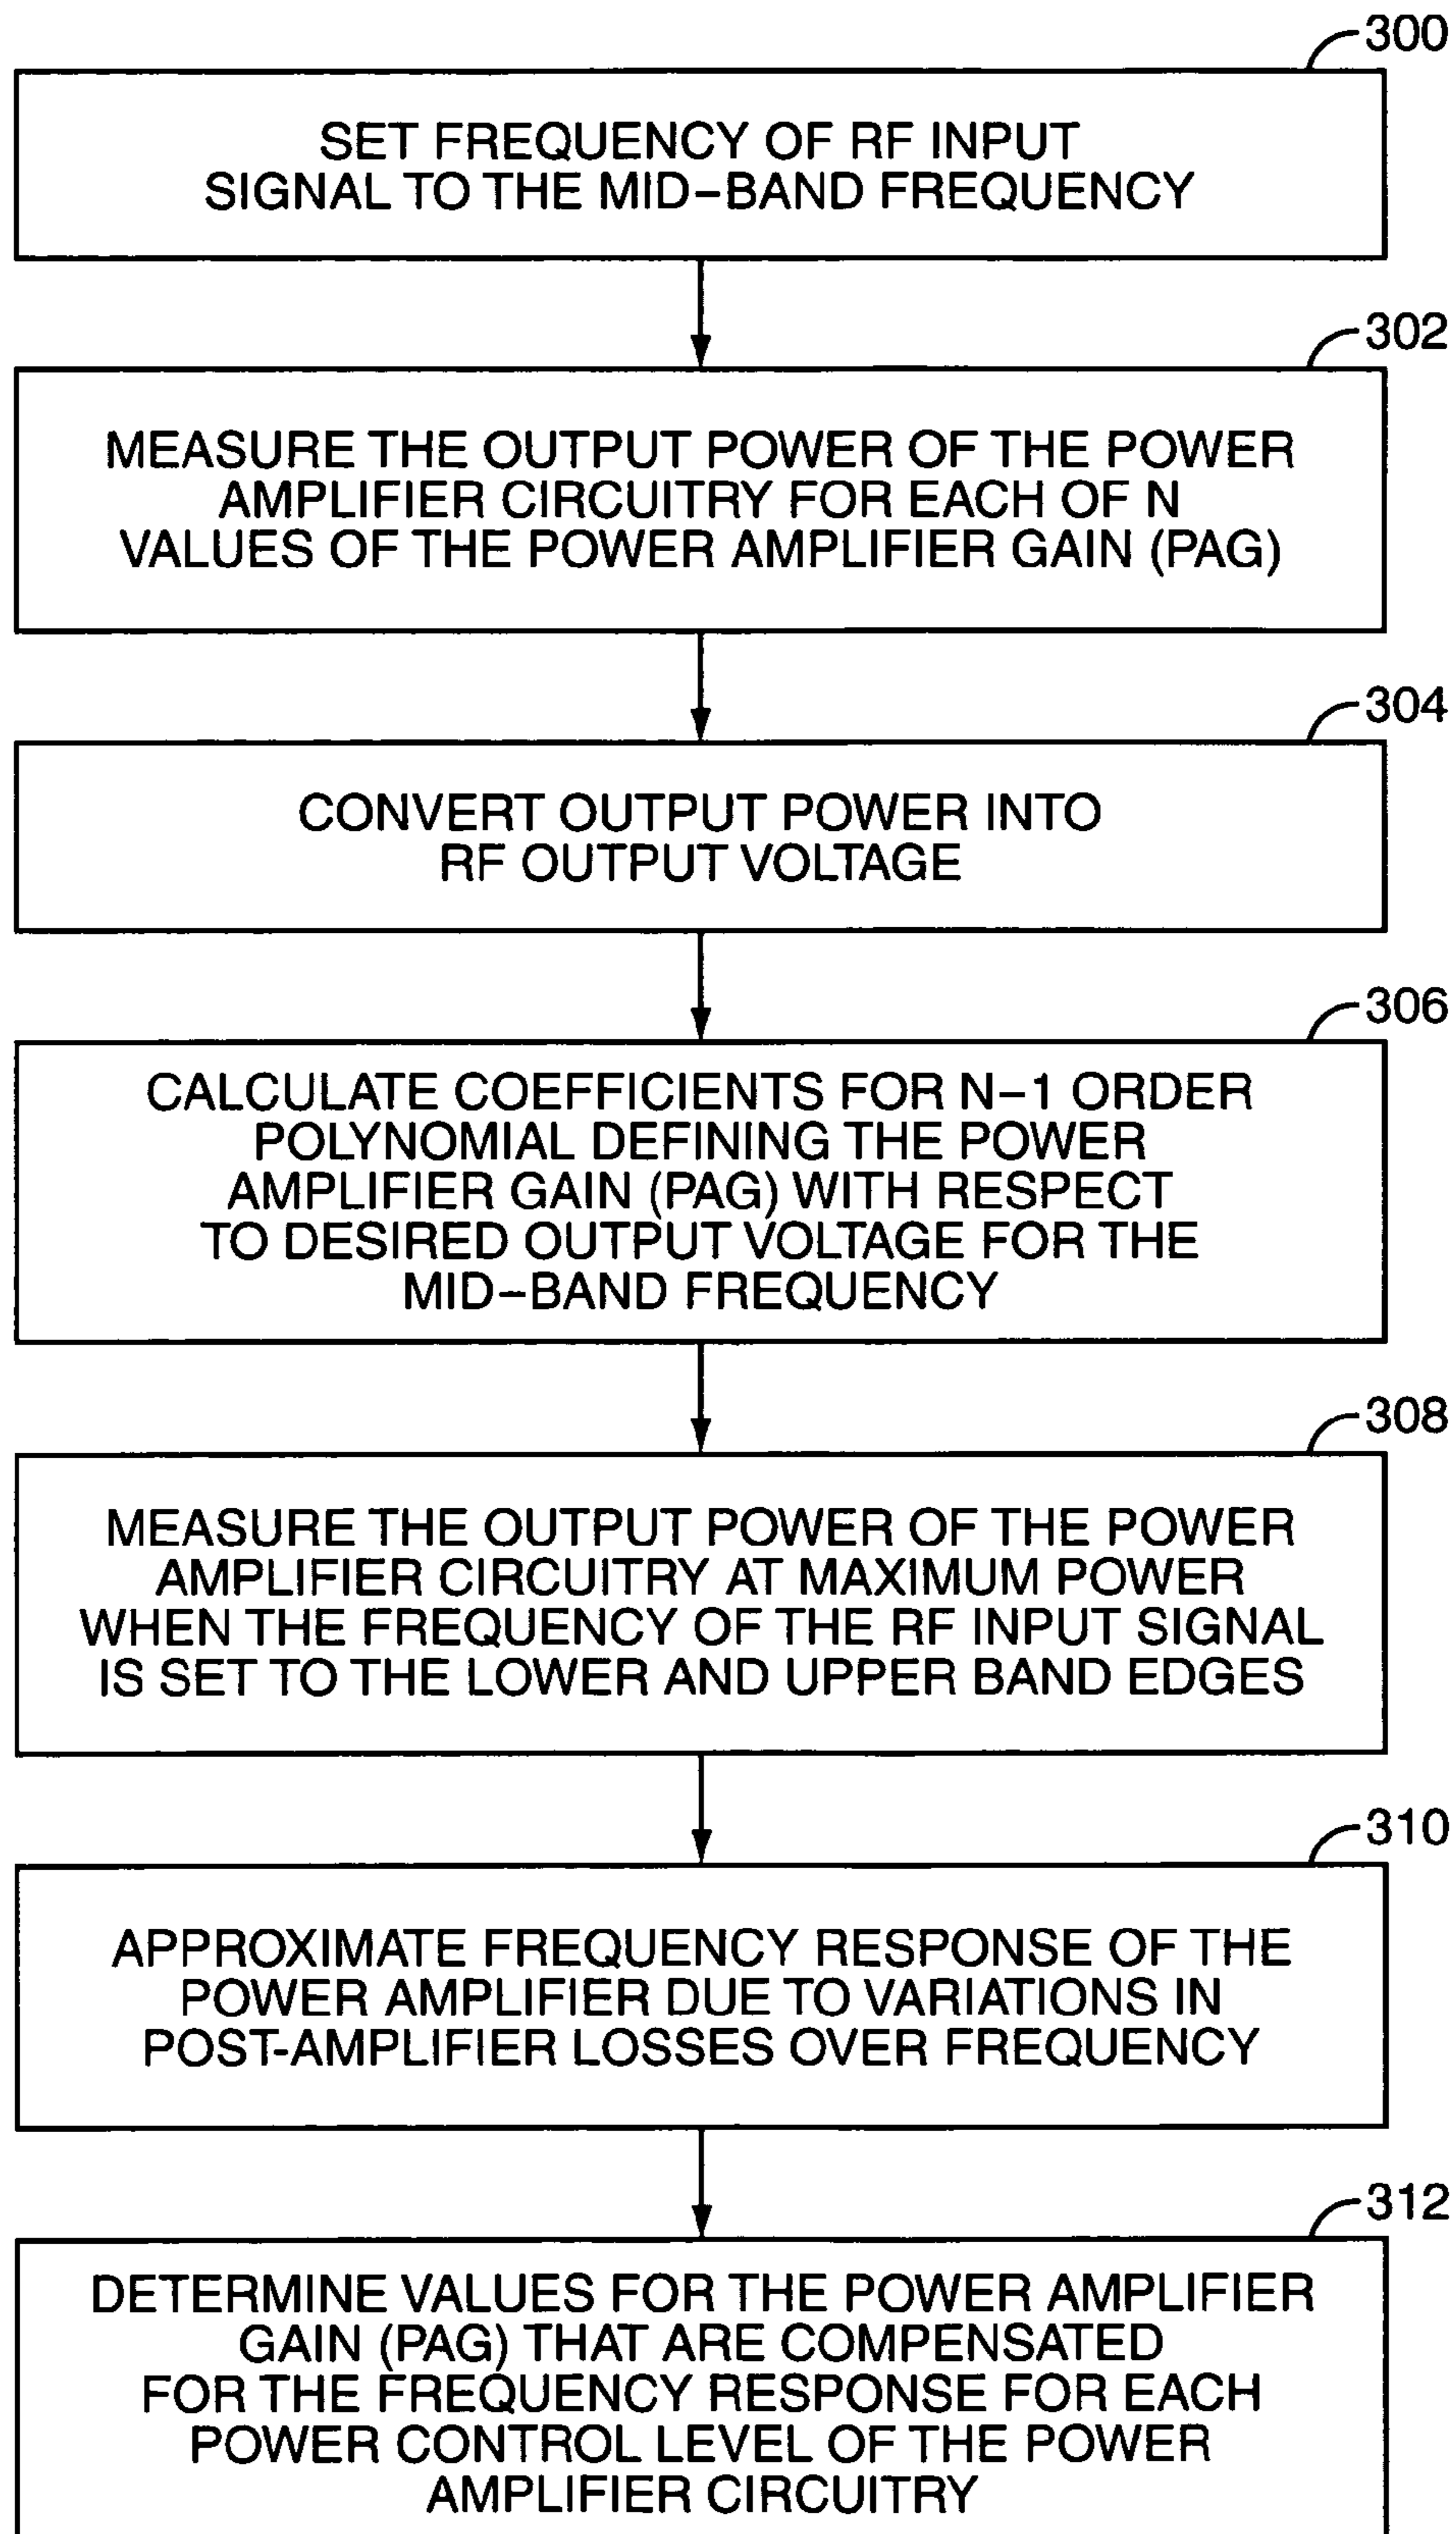 300
SET FREQUENCY OF RF INPUT
SIGNAL TO THE MID-BAND FREQUENCY
302
MEASURE THE OUTPUT POWER OF THE POWER
AMPLIFIER CIRCUITRY FOR EACH OF N
VALUES OF THE POWER AMPLIFIER GAIN (PAG)
304
CONVERT OUTPUT POWER INTO
RF OUTPUT VOLTAGE
306
CALCULATE COEFFICIENTS FOR N-1 ORDER
POLYNOMIAL DEFINING THE POWER
AMPLIFIER GAIN (PAG) WITH RESPECT
TO DESIRED OUTPUT VOLTAGE FOR THE
MID-BAND FREQUENCY
308
MEASURE THE OUTPUT POWER OF THE POWER
AMPLIFIER CIRCUITRY AT MAXIMUM POWER
WHEN THE FREQUENCY OF THE RF INPUT SIGNAL
IS SET TO THE LOWER AND UPPER BAND EDGES
310
APPROXIMATE FREQUENCY RESPONSE OF THE
POWER AMPLIFIER DUE TO VARIATIONS IN
POST-AMPLIFIER LOSSES OVER FREQUENCY
312
DETERMINE VALUES FOR THE POWER AMPLIFIER
GAIN (PAG) THAT ARE COMPENSATED
FOR THE FREQUENCY RESPONSE FOR EACH
POWER CONTROL LEVEL OF THE POWER
AMPLIFIER CIRCUITRY